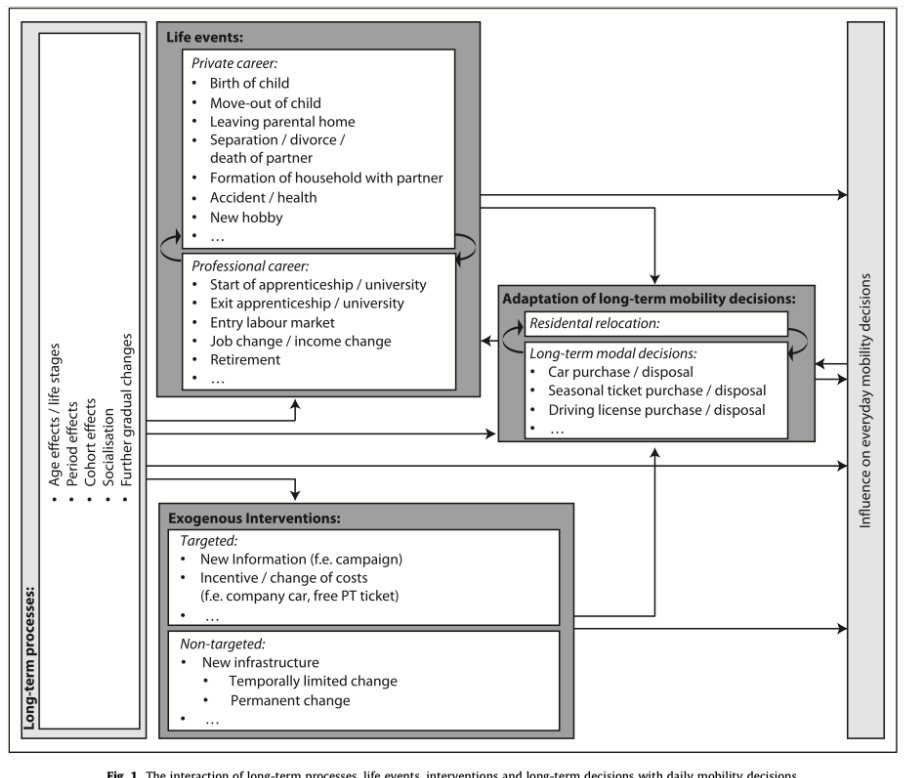 Long-term processes:
• Age effects / life stages
• Period effects
• Cohort effects
• Socialisation
• Further gradual changes
Life events:
Private career:
• Birth of child
• Move-out of child
• Leaving parental home
• Separation / divorce /
death of partner
• Formation of household with partner
• Accident / health
• New hobby
• ...
Professional career:
• Start of apprenticeship / university
• Exit apprenticeship / university
• Entry labour market
• Job change / income change
• Retirement
• ...
Adaptation of long-term mobility decisions:
Residental relocation:
Long-term modal decisions:
• Car purchase / disposal
• Seasonal ticket purchase / disposal
• Driving license purchase / disposal
• ...
Exogenous Interventions:
Targeted:
• New Information (f.e. campaign)
• Incentive / change of costs
(f.e. company car, free PT ticket)
• ...
Non-targeted:
• New infrastructure
• Temporally limited change
• Permanent change
• ...
Influence on everyday mobility decisions
Fig. 1. The interaction of long-term processes, life events, interventions and long-term decisions with daily mobility decisions